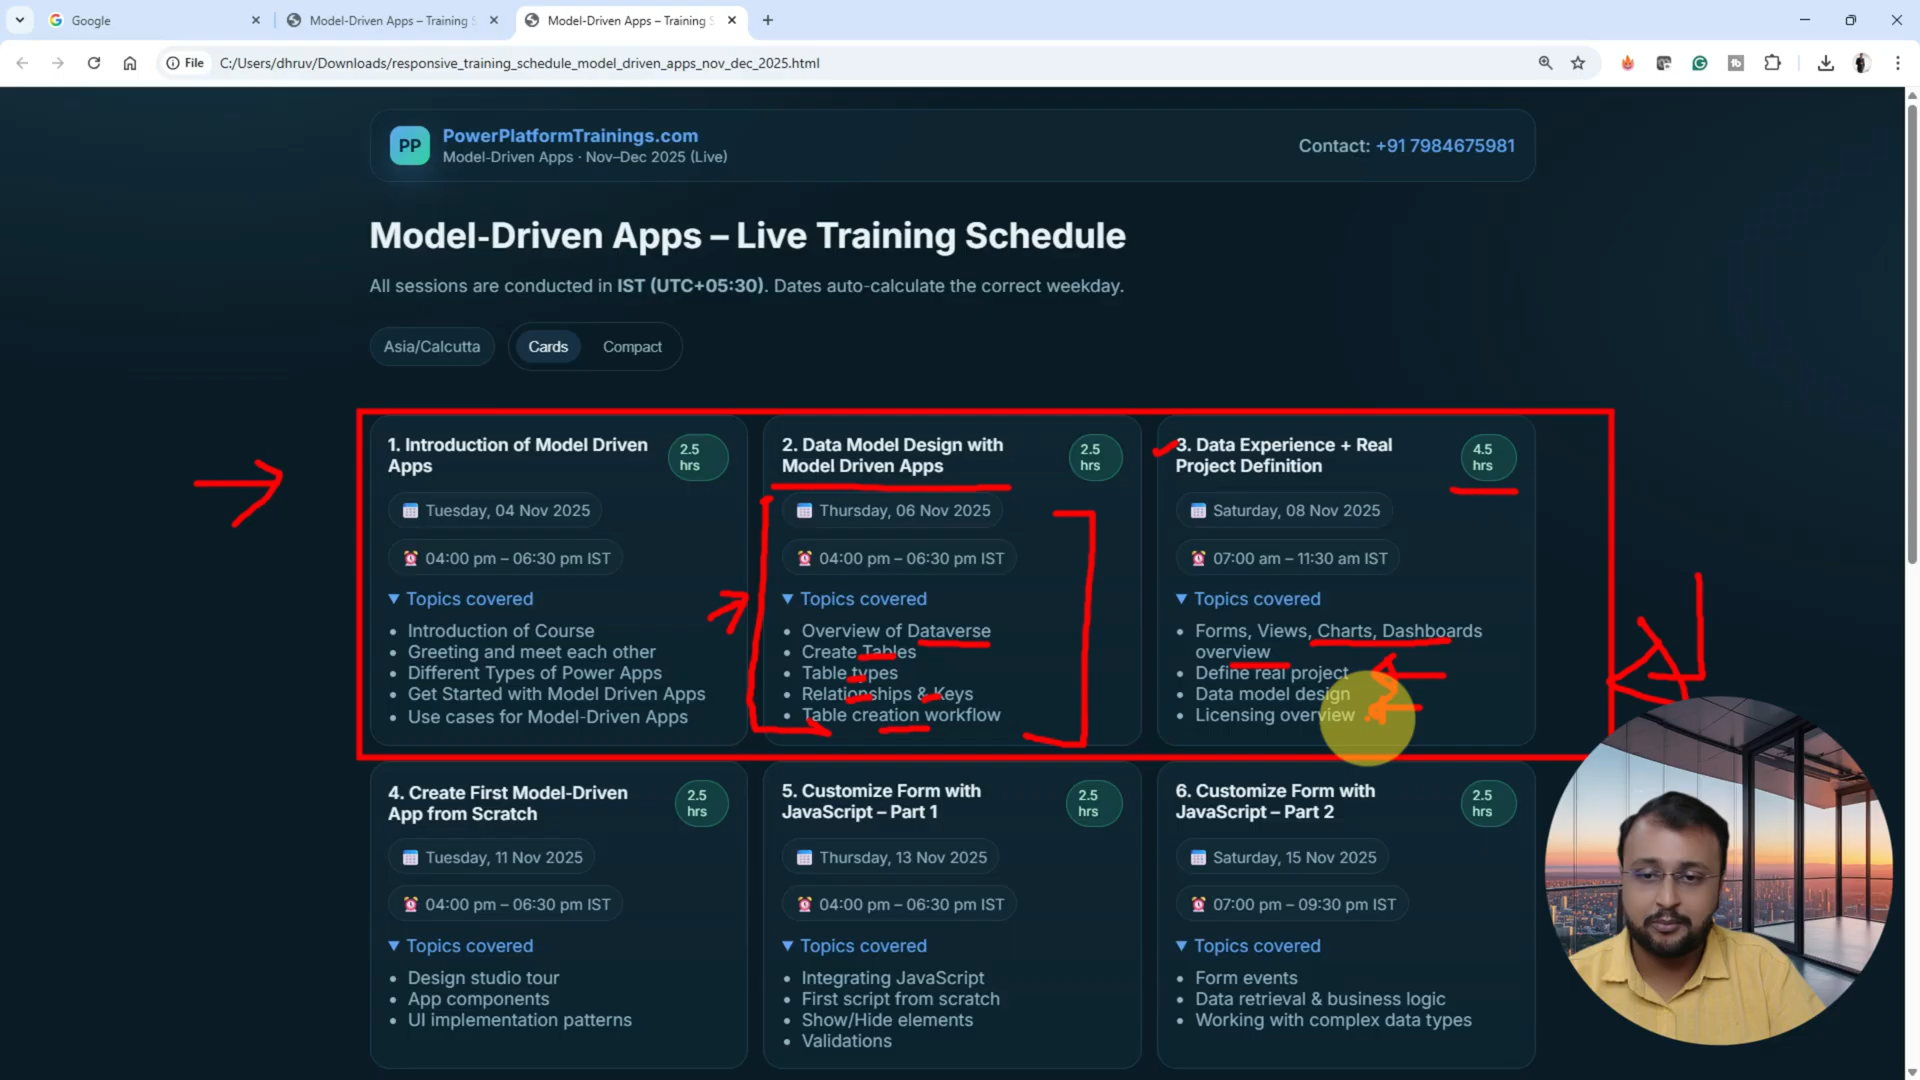 Google
Model-Driven Apps – Training S
Model-Driven Apps – Training S
File
C:/Users/dhruv/Downloads/responsive_training_schedule_model_driven_apps_nov_dec_2025.html
PP
PowerPlatformTrainings.com
Model-Driven Apps · Nov–Dec 2025 (Live)
Contact: +91 7984675981
Model-Driven Apps – Live Training Schedule
All sessions are conducted in IST (UTC+05:30). Dates auto-calculate the correct weekday.
Asia/Calcutta
Cards
Compact
1. Introduction of Model Driven
Apps
2.5
hrs
Tuesday, 04 Nov 2025
04:00 pm – 06:30 pm IST
Topics covered
Introduction of Course
Greeting and meet each other
Different Types of Power Apps
Get Started with Model Driven Apps
Use cases for Model-Driven Apps
2. Data Model Design with
Model Driven Apps
2.5
hrs
Thursday, 06 Nov 2025
04:00 pm – 06:30 pm IST
Topics covered
Overview of Dataverse
Create Tables
Table types
Relationships & Keys
Table creation workflow
3. Data Experience + Real
Project Definition
4.5
hrs
Saturday, 08 Nov 2025
07:00 am – 11:30 am IST
Topics covered
Forms, Views, Charts, Dashboards
overview
Define real project
Data model design
Licensing overview
4. Create First Model-Driven
App from Scratch
2.5
hrs
Tuesday, 11 Nov 2025
04:00 pm – 06:30 pm IST
Topics covered
Design studio tour
App components
UI implementation patterns
5. Customize Form with
JavaScript – Part 1
2.5
hrs
Thursday, 13 Nov 2025
04:00 pm – 06:30 pm IST
Topics covered
Integrating JavaScript
First script from scratch
Show/Hide elements
Validations
6. Customize Form with
JavaScript – Part 2
2.5
hrs
Saturday, 15 Nov 2025
07:00 pm – 09:30 pm IST
Topics covered
Form events
Data retrieval & business logic
Working with complex data types